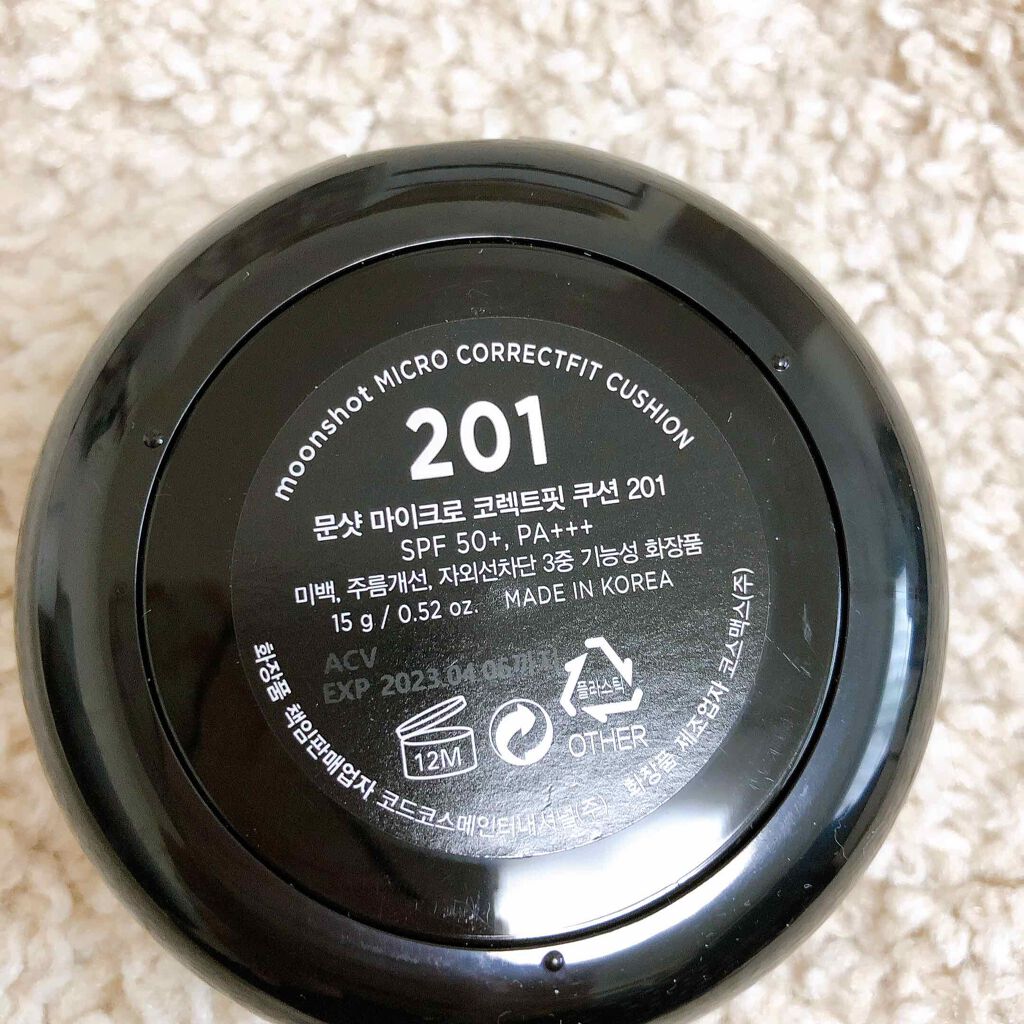 moonshot MICRO CORRECTFIT CUSHION
201
문샷 마이크로 코렉트핏 쿠션 201
SPF 50+, PA+++
미백, 주름개선, 자외선차단 3중 기능성 화장품
15 g / 0.52 oz. MADE IN KOREA
ACV
EXP 2023.04.06까지
플라스틱
12M
OTHER
화장품 책임판매업자 코드코스메인터내셔널(주) 화장품 제조업자 코스맥스(주)